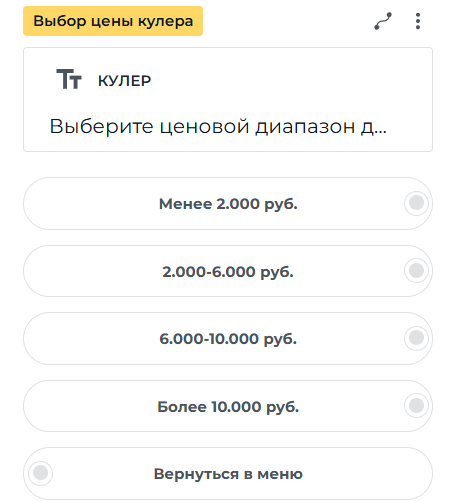 Выбор цены кулера
КУЛЕР
Выберите ценовой диапазон д...
Менее 2.000 руб.
2.000-6.000 руб.
6.000-10.000 руб.
Более 10.000 руб.
Вернуться в меню